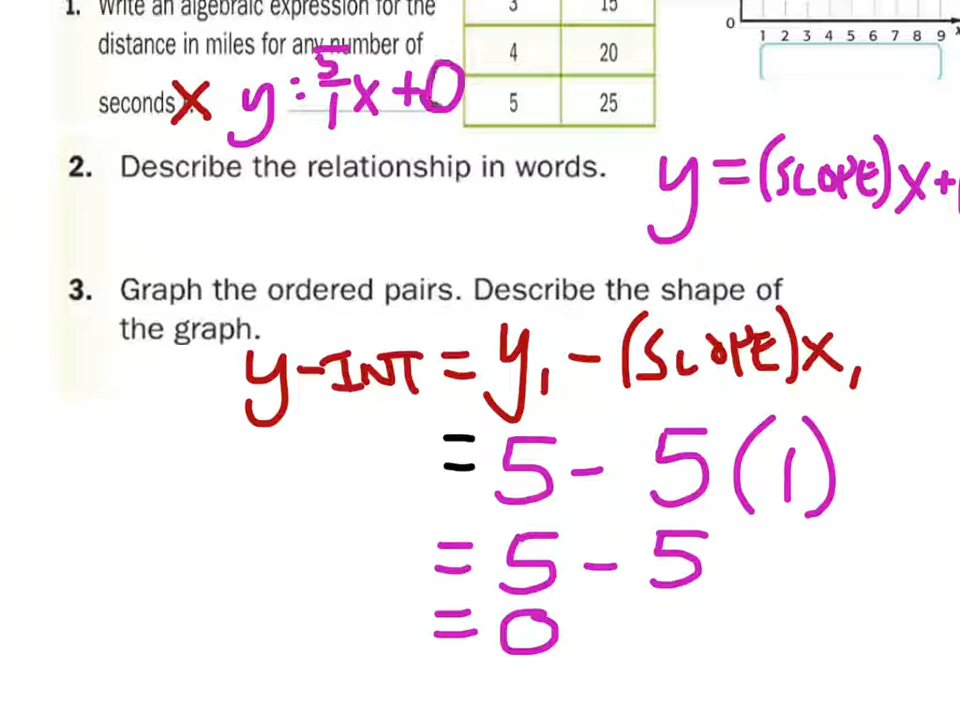 1. Write an algebraic expression for the
distance in miles for any number of
seconds X y = 5/1 x + 0
3 15
4 20
5 25
0
1 2 3 4 5 6 7 8 9
2. Describe the relationship in words.
y = (SLOPE)x +
3. Graph the ordered pairs. Describe the shape of
the graph.
y-INT = y₁ - (SLOPE)x₁
= 5 - 5(1)
= 5 - 5
= 0